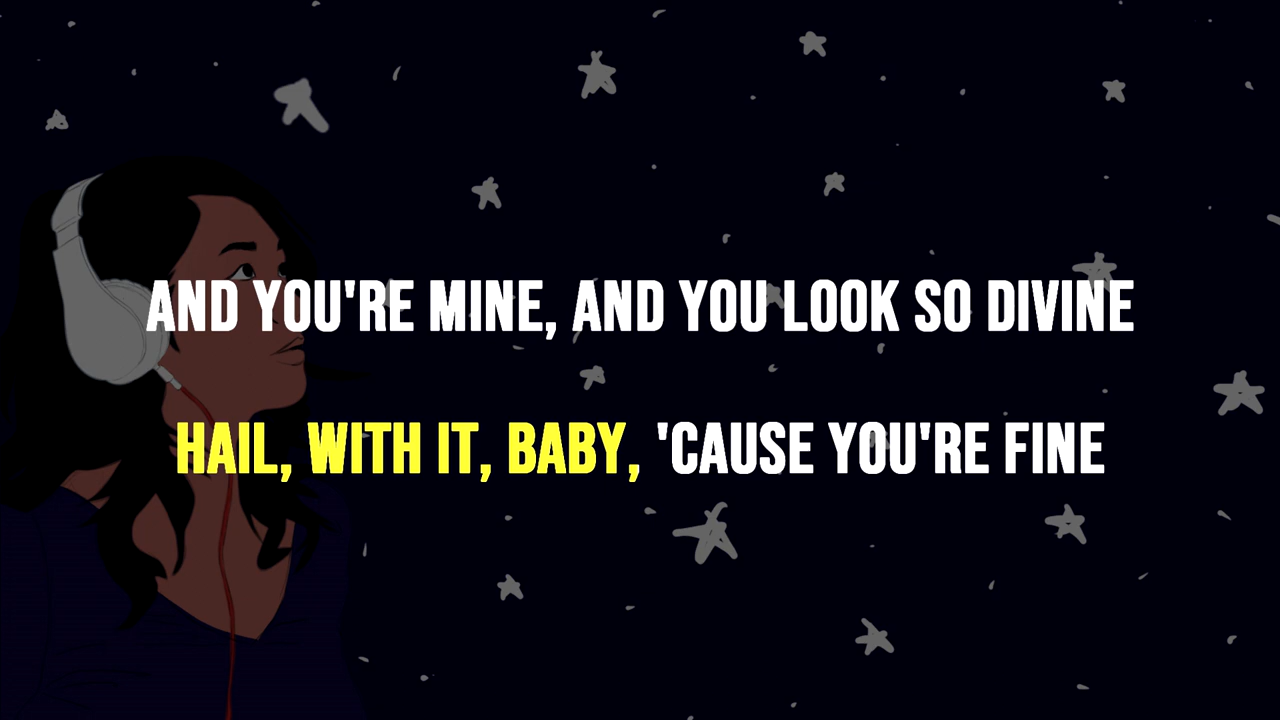 AND YOU'RE MINE, AND YOU LOOK SO DIVINE
HAIL, WITH IT, BABY, 'CAUSE YOU'RE FINE